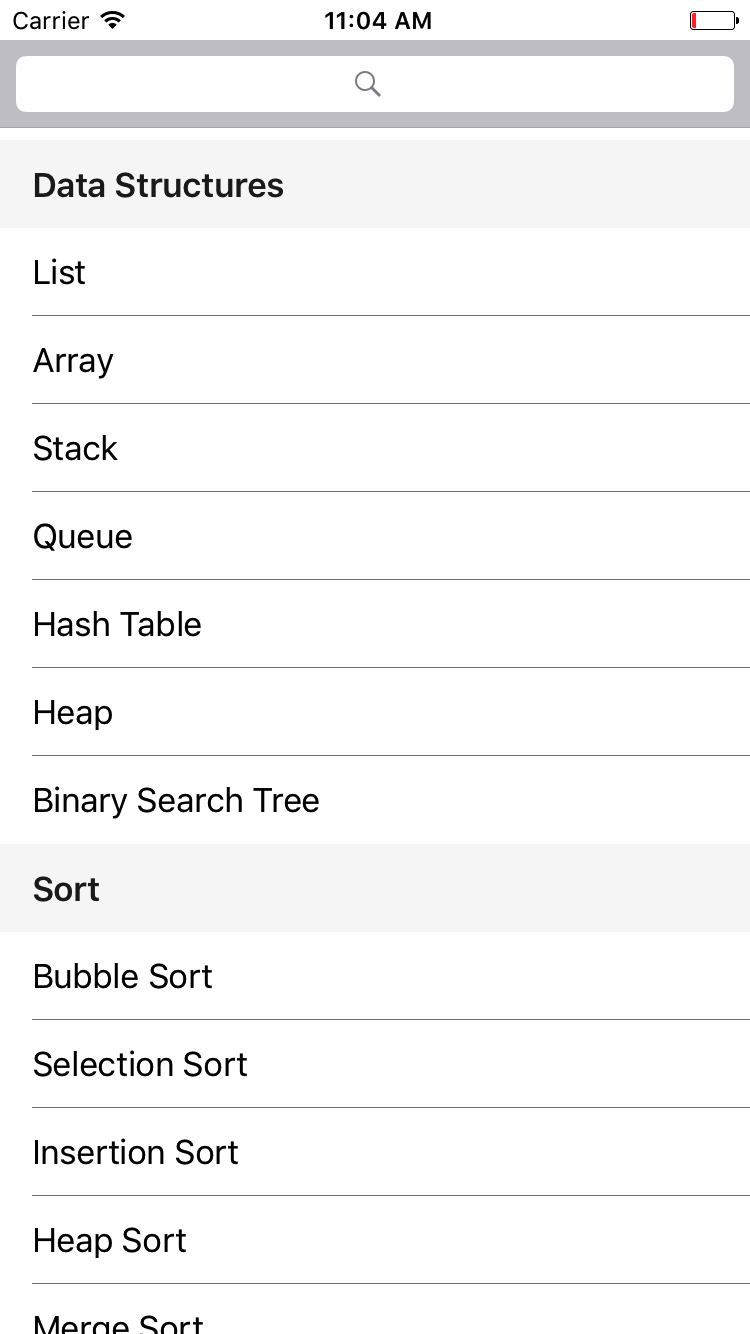 Carrier 11:04 AM
Data Structures
List
Array
Stack
Queue
Hash Table
Heap
Binary Search Tree
Sort
Bubble Sort
Selection Sort
Insertion Sort
Heap Sort
Merge Sort